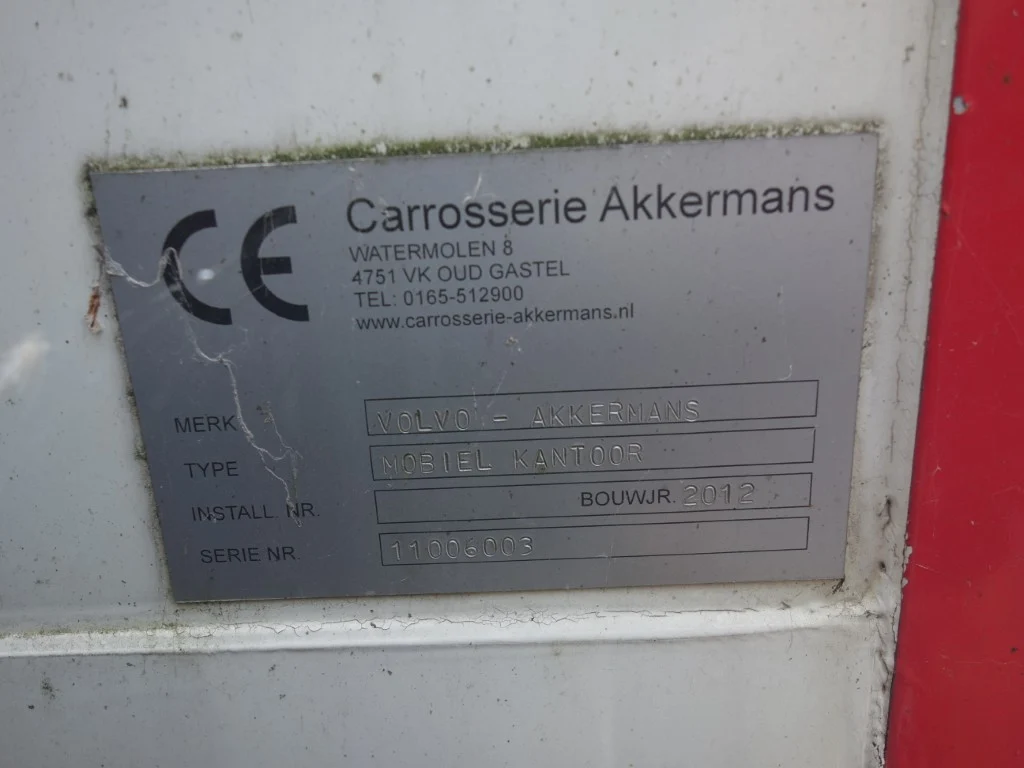 CE
Carrosserie Akkermans
WATERMOLEN 8
4751 VK OUD GASTEL
TEL: 0165-512900
www.carrosserie-akkermans.nl
MERK VOLVO - AKKERMANS
TYPE MOBIEL KANTOOR
INSTALL. NR. BOUWJR. 2012
SERIE NR. 11006003